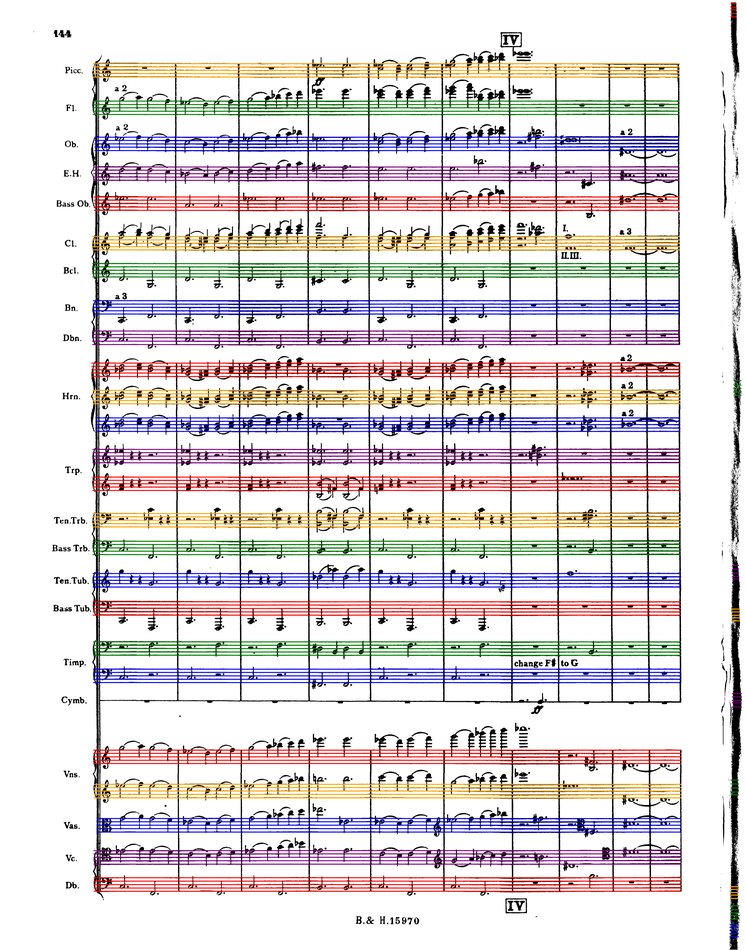 144
IV
Picc.
ff
a 2
Fl.
a 2
Ob.
a 2
E.H.
Bass Ob.
I.
Cl.
a 3
II.III.
Bcl.
a 3
Bn.
Dbn.
a 2
Hrn.
a 2
a 2
Trp.
Ten.Trb.
Bass Trb.
Ten.Tub.
Bass Tub.
Timp.
change F♯ to G
Cymb.
ff
Vns.
Vas.
Vc.
Db.
IV
B. & H. 15970